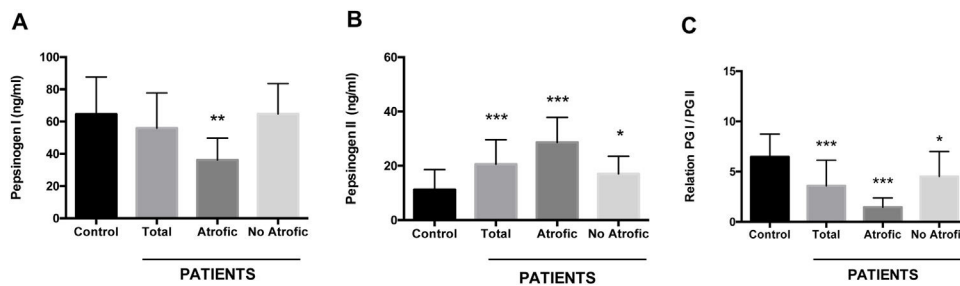 A
Pepsinogen I (ng/ml)
100
80
60
40
20
0
**
Control Total Atrofic No Atrofic
PATIENTS
B
Pepsinogen II (ng/ml)
60
40
20
0
*** *** *
Control Total Atrofic No Atrofic
PATIENTS
C
Relation PG I / PG II
15
10
5
0
*** *** *
Control Total Atrofic No Atrofi
PATIENTS